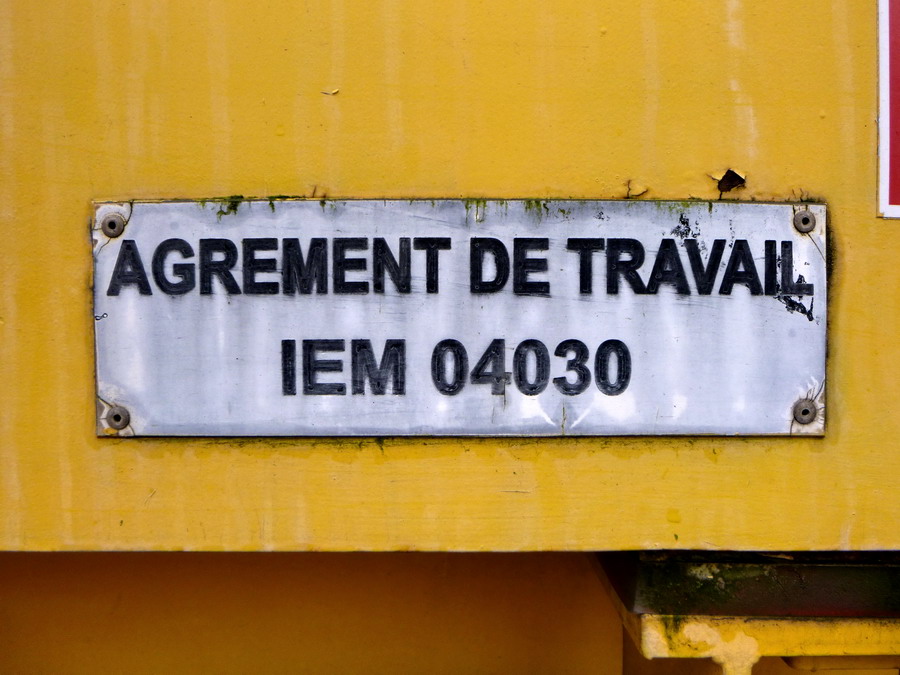 AGREMENT DE TRAVAIL
IEM 04030